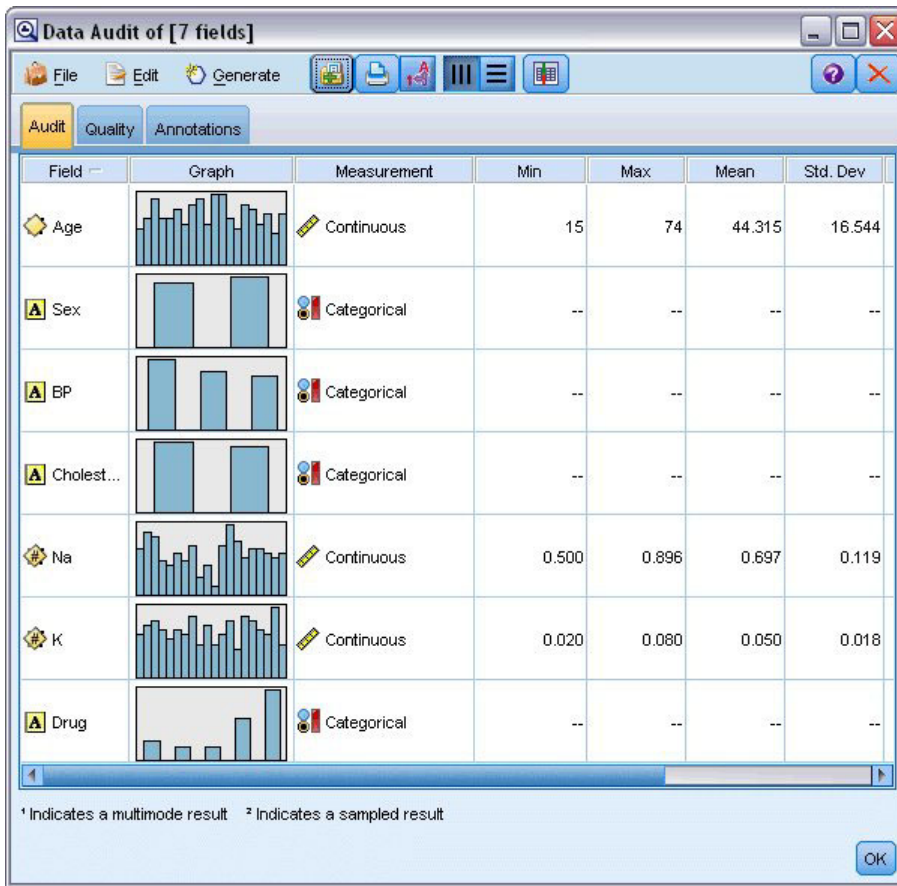 Data Audit of [7 fields]
File Edit Generate
Audit Quality Annotations
Field Graph Measurement Min Max Mean Std. Dev
Age Continuous 15 74 44.315 16.544
A Sex Categorical -- -- -- --
A BP Categorical -- -- -- --
A Cholest... Categorical -- -- -- --
# Na Continuous 0.500 0.896 0.697 0.119
# K Continuous 0.020 0.080 0.050 0.018
A Drug Categorical -- -- -- --
¹ Indicates a multimode result ² Indicates a sampled result
OK